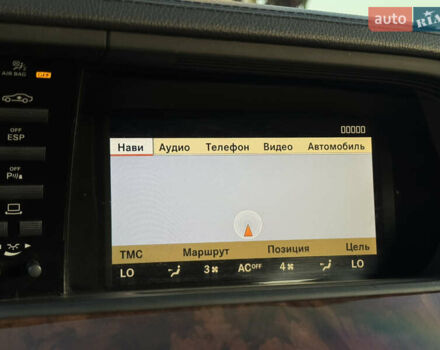 auto RIA
AIR BAG OFF
OFF
ESP
OFF
P
00000
Нави Аудио Телефон Видео Автомобиль
TMC Маршрут Позиция Цель
LO 3 ACOFF 4 LO